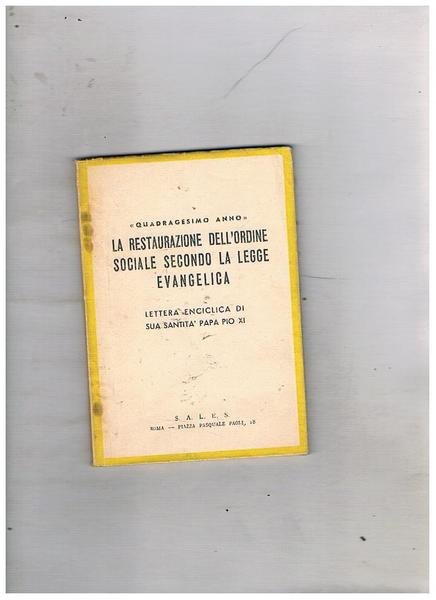 «QUADRAGESIMO ANNO»
LA RESTAURAZIONE DELL'ORDINE
SOCIALE SECONDO LA LEGGE
EVANGELICA
LETTERA ENCICLICA DI
SUA SANTITA' PAPA PIO XI
S. A. L. E. S.
ROMA — PIAZZA PASQUALE PAOLI, 18